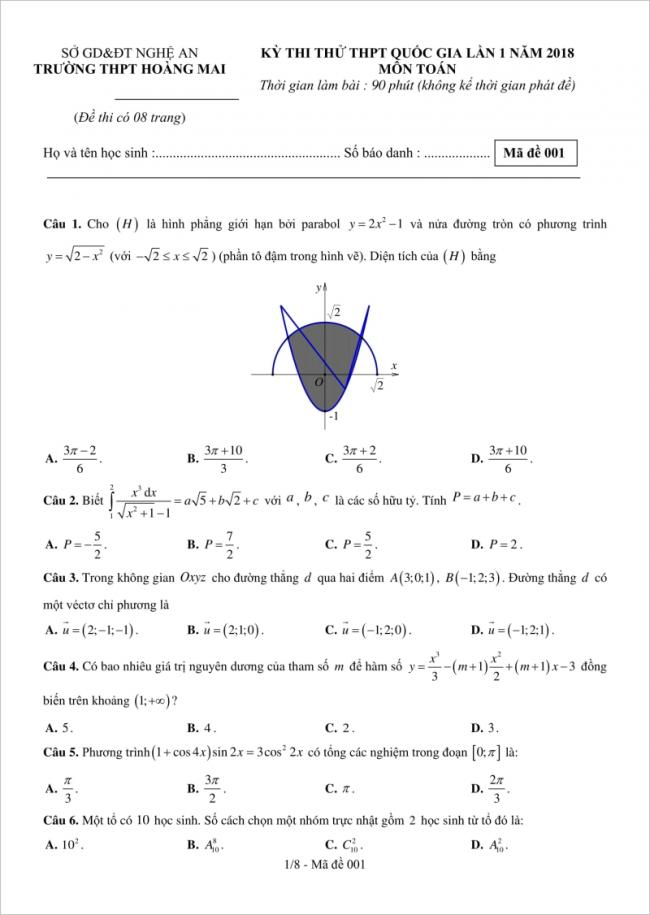 SỞ GD&ĐT NGHỆ AN
TRƯỜNG THPT HOÀNG MAI
KỲ THI THỬ THPT QUỐC GIA LẦN 1 NĂM 2018
MÔN TOÁN
Thời gian làm bài : 90 phút (không kể thời gian phát đề)
(Đề thi có 08 trang)
Họ và tên học sinh :..................................................... Số báo danh : ................... Mã đề 001
Câu 1. Cho (H) là hình phẳng giới hạn bởi parabol y = 2x² − 1 và nửa đường tròn có phương trình
y = √(2 − x²) (với −√2 ≤ x ≤ √2 ) (phần tô đậm trong hình vẽ). Diện tích của (H) bằng
y
√2
x
O
√2
-1
A. (3π − 2)/6 . B. (3π + 10)/3 . C. (3π + 2)/6 . D. (3π + 10)/6 .
Câu 2. Biết ∫₁² x³dx/(√(x² + 1) − 1) = a√5 + b√2 + c với a , b , c là các số hữu tỷ. Tính P = a + b + c .
A. P = −5/2 . B. P = 7/2 . C. P = 5/2 . D. P = 2 .
Câu 3. Trong không gian Oxyz cho đường thẳng d qua hai điểm A(3;0;1) , B(−1;2;3) . Đường thẳng d có
một véctơ chỉ phương là
A. u⃗ = (2;−1;−1) . B. u⃗ = (2;1;0) . C. u⃗ = (−1;2;0) . D. u⃗ = (−1;2;1) .
Câu 4. Có bao nhiêu giá trị nguyên dương của tham số m để hàm số y = x³/3 − (m+1)x²/2 + (m+1)x − 3 đồng
biến trên khoảng (1;+∞) ?
A. 5 . B. 4 . C. 2 . D. 3 .
Câu 5. Phương trình (1 + cos 4x) sin 2x = 3cos² 2x có tổng các nghiệm trong đoạn [0;π] là:
A. π/3 . B. 3π/2 . C. π . D. 2π/3 .
Câu 6. Một tổ có 10 học sinh. Số cách chọn một nhóm trực nhật gồm 2 học sinh từ tổ đó là:
A. 10² . B. A₁₀⁸ . C. C₁₀² . D. A₁₀² .
1/8 - Mã đề 001